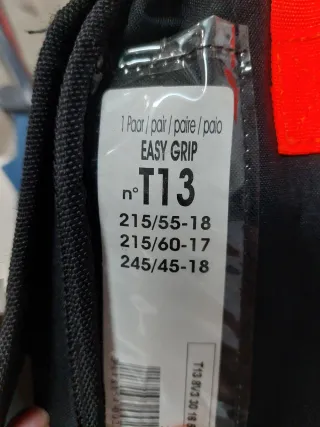 1 Paar / pair / paire / paio
EASY GRIP
n° T13
215/55-18
215/60-17
245/45-18